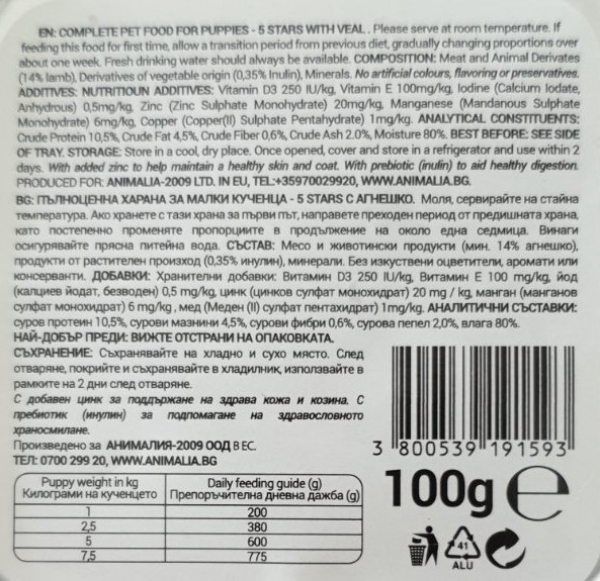 EN: COMPLETE PET FOOD FOR PUPPIES - 5 STARS WITH VEAL . Please serve at room temperature. If
feeding this food for first time, allow a transition period from previous diet, gradually changing proportions over
about one week. Fresh drinking water should always be available. COMPOSITION: Meat and Animal Derivates
(14% lamb), Derivatives of vegetable origin (0,35% Inulin), Minerals. No artificial colours, flavoring or preservatives.
ADDITIVES: NUTRITIOUN ADDITIVES: Vitamin D3 250 IU/kg, Vitamin E 100mg/kg, Iodine (Calcium Iodate,
Anhydrous) 0,5mg/kg, Zinc (Zinc Sulphate Monohydrate) 20mg/kg, Manganese (Mandanous Sulphate
Monohydrate) 6mg/kg, Copper (Copper(II) Sulphate Pentahydrate) 1mg/kg. ANALYTICAL CONSTITUENTS:
Crude Protein 10,5%, Crude Fat 4,5%, Crude Fiber 0,6%, Crude Ash 2.0%, Moisture 80%. BEST BEFORE: SEE SIDE
OF TRAY. STORAGE: Store in a cool, dry place. Once opened, cover and store in a refrigerator and use within 2
days. With added zinc to help maintain a healthy skin and coat. With prebiotic (inulin) to aid healthy digestion.
PRODUCED FOR: ANIMALIA-2009 LTD. IN EU, TEL:+35970029920, WWW.ANIMALIA.BG.
BG: ПЪЛНОЦЕННА ХАРАНА ЗА МАЛКИ КУЧЕНЦА - 5 STARS С АГНЕШКО. Моля, сервирайте на стайна
температура. Ако храните с тази храна за първи път, направете преходен период от предишната храна,
като постепенно променяте пропорциите в продължение на около една седмица. Винаги
осигурявайте прясна питейна вода. СЪСТАВ: Месо и животински продукти (мин. 14% агнешко),
продукти от растителен произход (0,35% инулин), минерали. Без изкуствени оцветители, аромати или
консерванти. ДОБАВКИ: Хранителни добавки: Витамин D3 250 IU/kg, Витамин Е 100 mg/kg, йод
(калциев йодат, безводен) 0,5 mg/kg, цинк (цинков сулфат монохидрат) 20 mg / kg, манган (манганов
сулфат монохидрат) 6 mg/kg , мед (Меден (II) сулфат пентахидрат) 1mg/kg. АНАЛИТИЧНИ СЪСТАВКИ:
суров протеин 10,5%, сурови мазнини 4,5%, сурови фибри 0,6%, сурова пепел 2,0%, влага 80%.
НАЙ-ДОБЪР ПРЕДИ: ВИЖТЕ ОТСТРАНИ НА ОПАКОВКАТА.
СЪХРАНЕНИЕ: Съхранявайте на хладно и сухо място. След
отваряне, покрийте и съхранявайте в хладилник, използвайте в
рамките на 2 дни след отваряне.
С добавен цинк за поддържане на здрава кожа и козина. С
пребиотик (инулин) за подпомагане на здравословното
храносмилане.
Произведено за АНИМАЛИЯ-2009 ООД В ЕС.
ТЕЛ: 0700 299 20, WWW.ANIMALIA.BG
3 800539 191593
Puppy weight in kg Daily feeding guide (g)
Килограми на кученцето Препоръчителна дневна дажба (g)
1 200
2,5 380
5 600
7,5 775
100g e
41
ALU